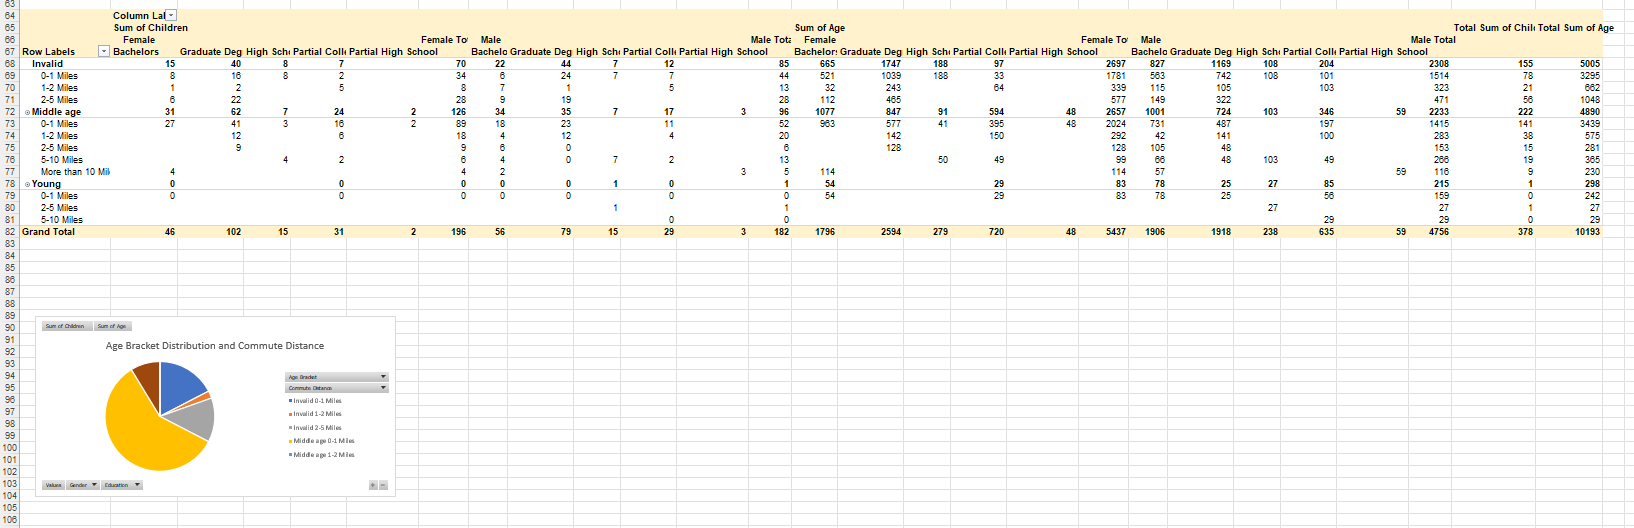 63
64 Column Lal
65 Sum of Children Sum of Age Total Sum of Chil Total Sum of Age
66 Female Female To Male Male Tota Female Female To Male Male Total
67 Row Labels Bachelors Graduate Deg High Sch Partial Coll Partial High School Bachelo Graduate Deg High Sch Partial Coll Partial High School Bachelor Graduate Deg High Sch Partial Coll Partial High School Bachelo Graduate Deg High Sch Partial Coll Partial High School
68 Invalid 15 40 8 7 70 22 44 7 12 85 665 1747 188 97 2697 827 1169 108 204 2308 155 5005
69 0-1 Miles 8 16 8 2 34 6 24 7 7 44 521 1039 188 33 1781 563 742 108 101 1514 78 3295
70 1-2 Miles 1 2 5 8 7 1 5 13 32 243 64 339 115 105 103 323 21 662
71 2-5 Miles 6 22 28 9 19 28 112 465 577 149 322 471 56 1048
72 Middle age 31 62 7 24 2 126 34 35 7 17 3 96 1077 847 91 594 48 2657 1001 724 103 346 59 2233 222 4890
73 0-1 Miles 27 41 3 16 2 89 18 23 11 52 963 577 41 395 48 2024 731 487 197 1415 141 3439
74 1-2 Miles 12 6 18 4 12 4 20 142 150 292 42 141 100 283 38 575
75 2-5 Miles 9 9 6 0 6 128 128 105 48 153 15 281
76 5-10 Miles 4 2 6 4 0 7 2 13 50 49 99 66 48 103 49 266 19 365
77 More than 10 Mil 4 4 2 3 5 114 114 57 59 116 9 230
78 Young 0 0 0 0 0 1 0 1 54 29 83 78 25 27 85 215 1 298
79 0-1 Miles 0 0 0 0 0 0 0 54 29 83 78 25 56 159 0 242
80 2-5 Miles 1 1 27 27 1 27
81 5-10 Miles 0 0 29 29 0 29
82 Grand Total 46 102 15 31 2 196 56 79 15 29 3 182 1796 2594 279 720 48 5437 1906 1918 238 635 59 4756 378 10193
83
84
85
86
87
88
89
90 Sum of Children Sum of Age
91
92 Age Bracket Distribution and Commute Distance
93
94 Age Bracket
95 Commute Distance
96 Invalid 0-1 Miles
97 Invalid 1-2 Miles
98 Invalid 2-5 Miles
99
100 Middle age 0-1 Miles
101 Middle age 1-2 Miles
102
103 Values Gender Education
104
105
106